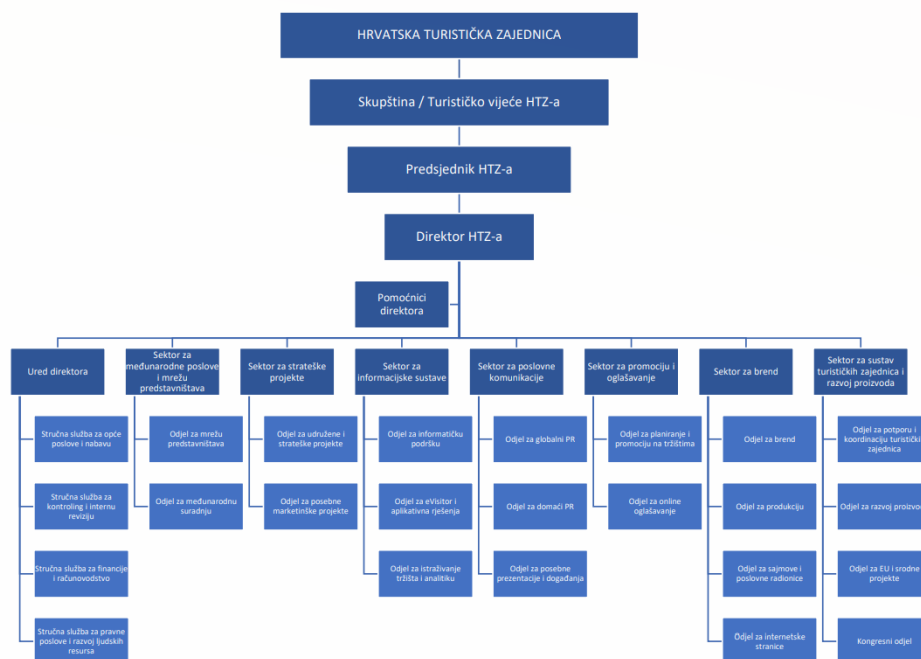 HRVATSKA TURISTIČKA ZAJEDNICA
Skupština / Turističko vijeće HTZ-a
Predsjednik HTZ-a
Direktor HTZ-a
Pomoćnici
direktora
Ured direktora
Sektor za
međunarodne poslove
i mrežu
predstavništava
Sektor za strateške
projekte
Sektor za
informacijske sustave
Sektor za poslovne
komunikacije
Sektor za promociju i
oglašavanje
Sektor za brend
Sektor za sustav
turističkih zajednica i
razvoj proizvoda
Stručna služba za opće
poslove i nabavu
Stručna služba za
kontroling i internu
reviziju
Stručna služba za financije
i računovodstvo
Stručna služba za pravne
poslove i razvoj ljudskih
resursa
Odjel za mrežu
predstavništava
Odjel za međunarodnu
suradnju
Odjel za udružene i
strateške projekte
Odjel za posebne
marketinške projekte
Odjel za informatičku
podršku
Odjel za eVisitor i
aplikativna rješenja
Odjel za istraživanje
tržišta i analitiku
Odjel za globalni PR
Odjel za domaći PR
Odjel za posebne
prezentacije i događanja
Odjel za planiranje i
promociju na tržištima
Odjel za online
oglašavanje
Odjel za brend
Odjel za produkciju
Odjel za sajmove i
poslovne radionice
Odjel za internetske
stranice
Odjel za potporu i
koordinaciju turistički
zajednica
Odjel za razvoj proizvod
Odjel za EU i srodne
projekte
Kongresni odjel